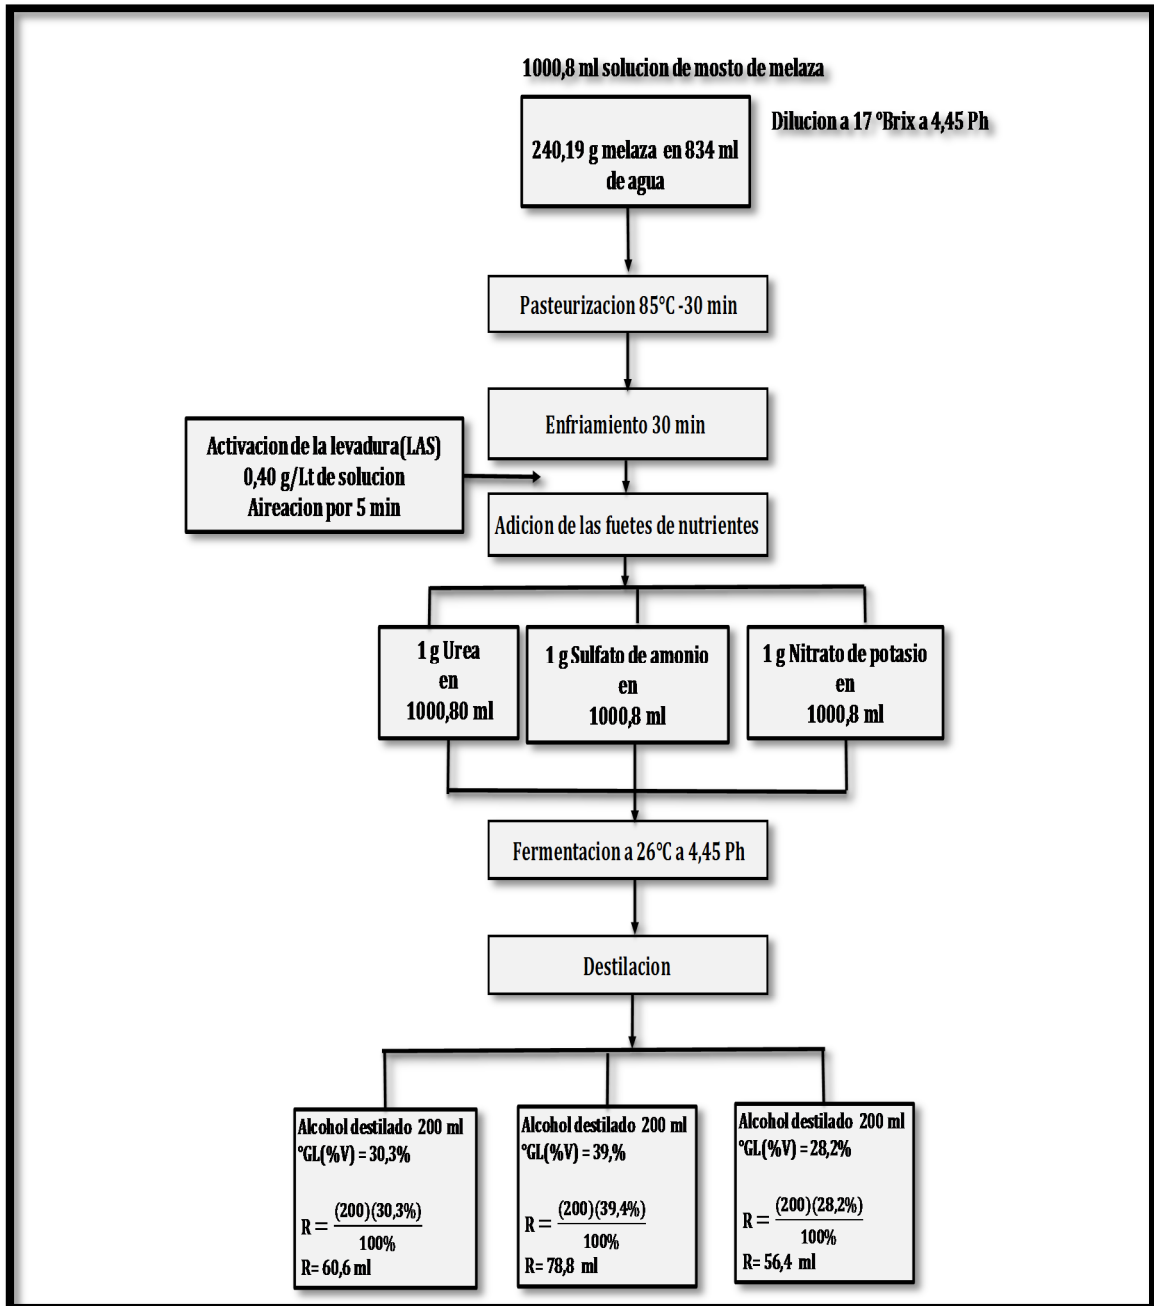 1000,8 ml solucion de mosto de melaza
Dilucion a 17 °Brix a 4,45 Ph
240,19 g melaza en 834 ml
de agua
Pasteurizacion 85°C -30 min
Enfriamiento 30 min
Activacion de la levadura(LAS)
0,40 g/Lt de solucion
Aireacion por 5 min
Adicion de las fuetes de nutrientes
1 g Urea
en
1000,80 ml
1 g Sulfato de amonio
en
1000,8 ml
1 g Nitrato de potasio
en
1000,8 ml
Fermentacion a 26°C a 4,45 Ph
Destilacion
Alcohol destilado 200 ml
°GL(%V) = 30,3%
R = (200)(30,3%)
100%
R= 60,6 ml
Alcohol destilado 200 ml
°GL(%V) = 39,%
R = (200)(39,4%)
100%
R= 78,8 ml
Alcohol destilado 200 ml
°GL(%V) = 28,2%
R = (200)(28,2%)
100%
R= 56,4 ml